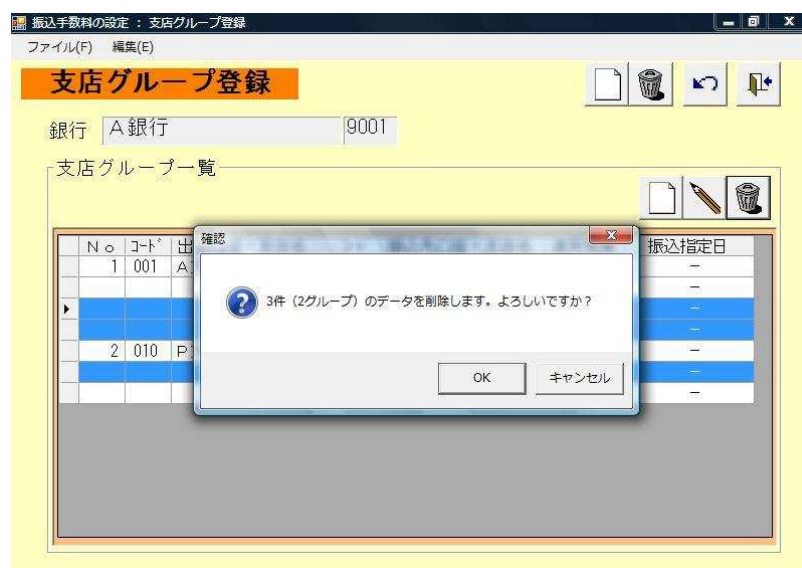 振込手数料の設定 : 支店グループ登録
ファイル(F) 編集(E)
支店グループ登録
銀行 A銀行 9001
支店グループ一覧
確認
No コード 出 振込指定日
1 001 A －
－
3件 (2グループ) のデータを削除します。よろしいですか?
－
－
2 010 P －
－
OK キャンセル
－